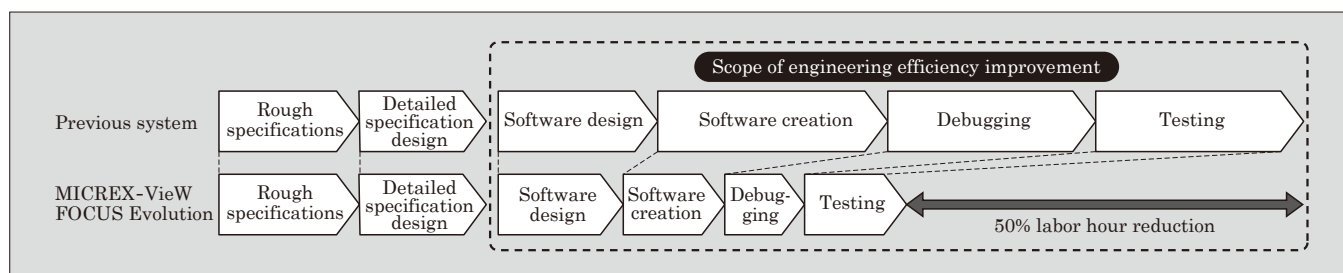 Scope of engineering efficiency improvement
Previous system
Rough
specifications
Detailed
specification
design
Software design
Software creation
Debugging
Testing
MICREX-VieW
FOCUS Evolution
Rough
specifications
Detailed
specification
design
Software
design
Software
creation
Debug-
ging
Testing
50% labor hour reduction